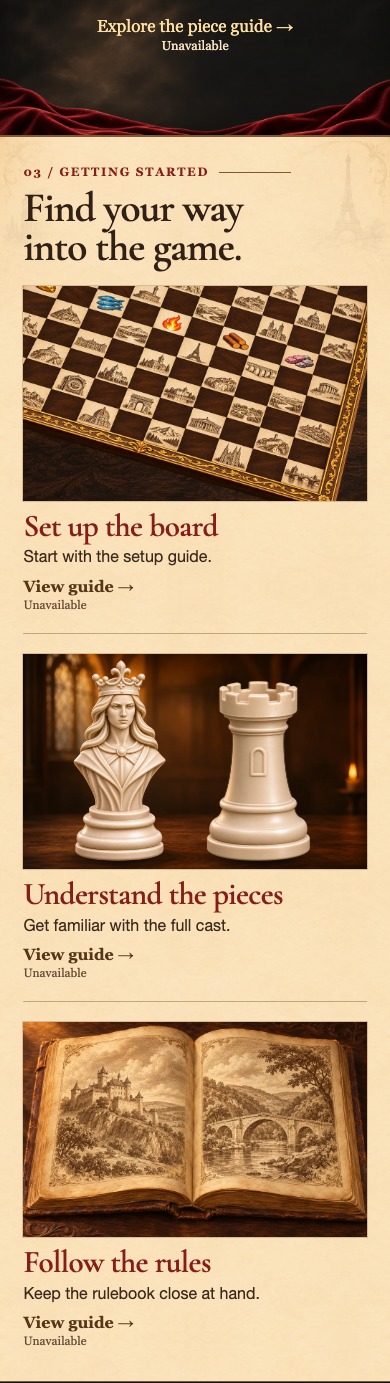 Explore the piece guide →
Unavailable
03 / GETTING STARTED
Find your way
into the game.
Set up the board
Start with the setup guide.
View guide →
Unavailable
Understand the pieces
Get familiar with the full cast.
View guide →
Unavailable
Follow the rules
Keep the rulebook close at hand.
View guide →
Unavailable